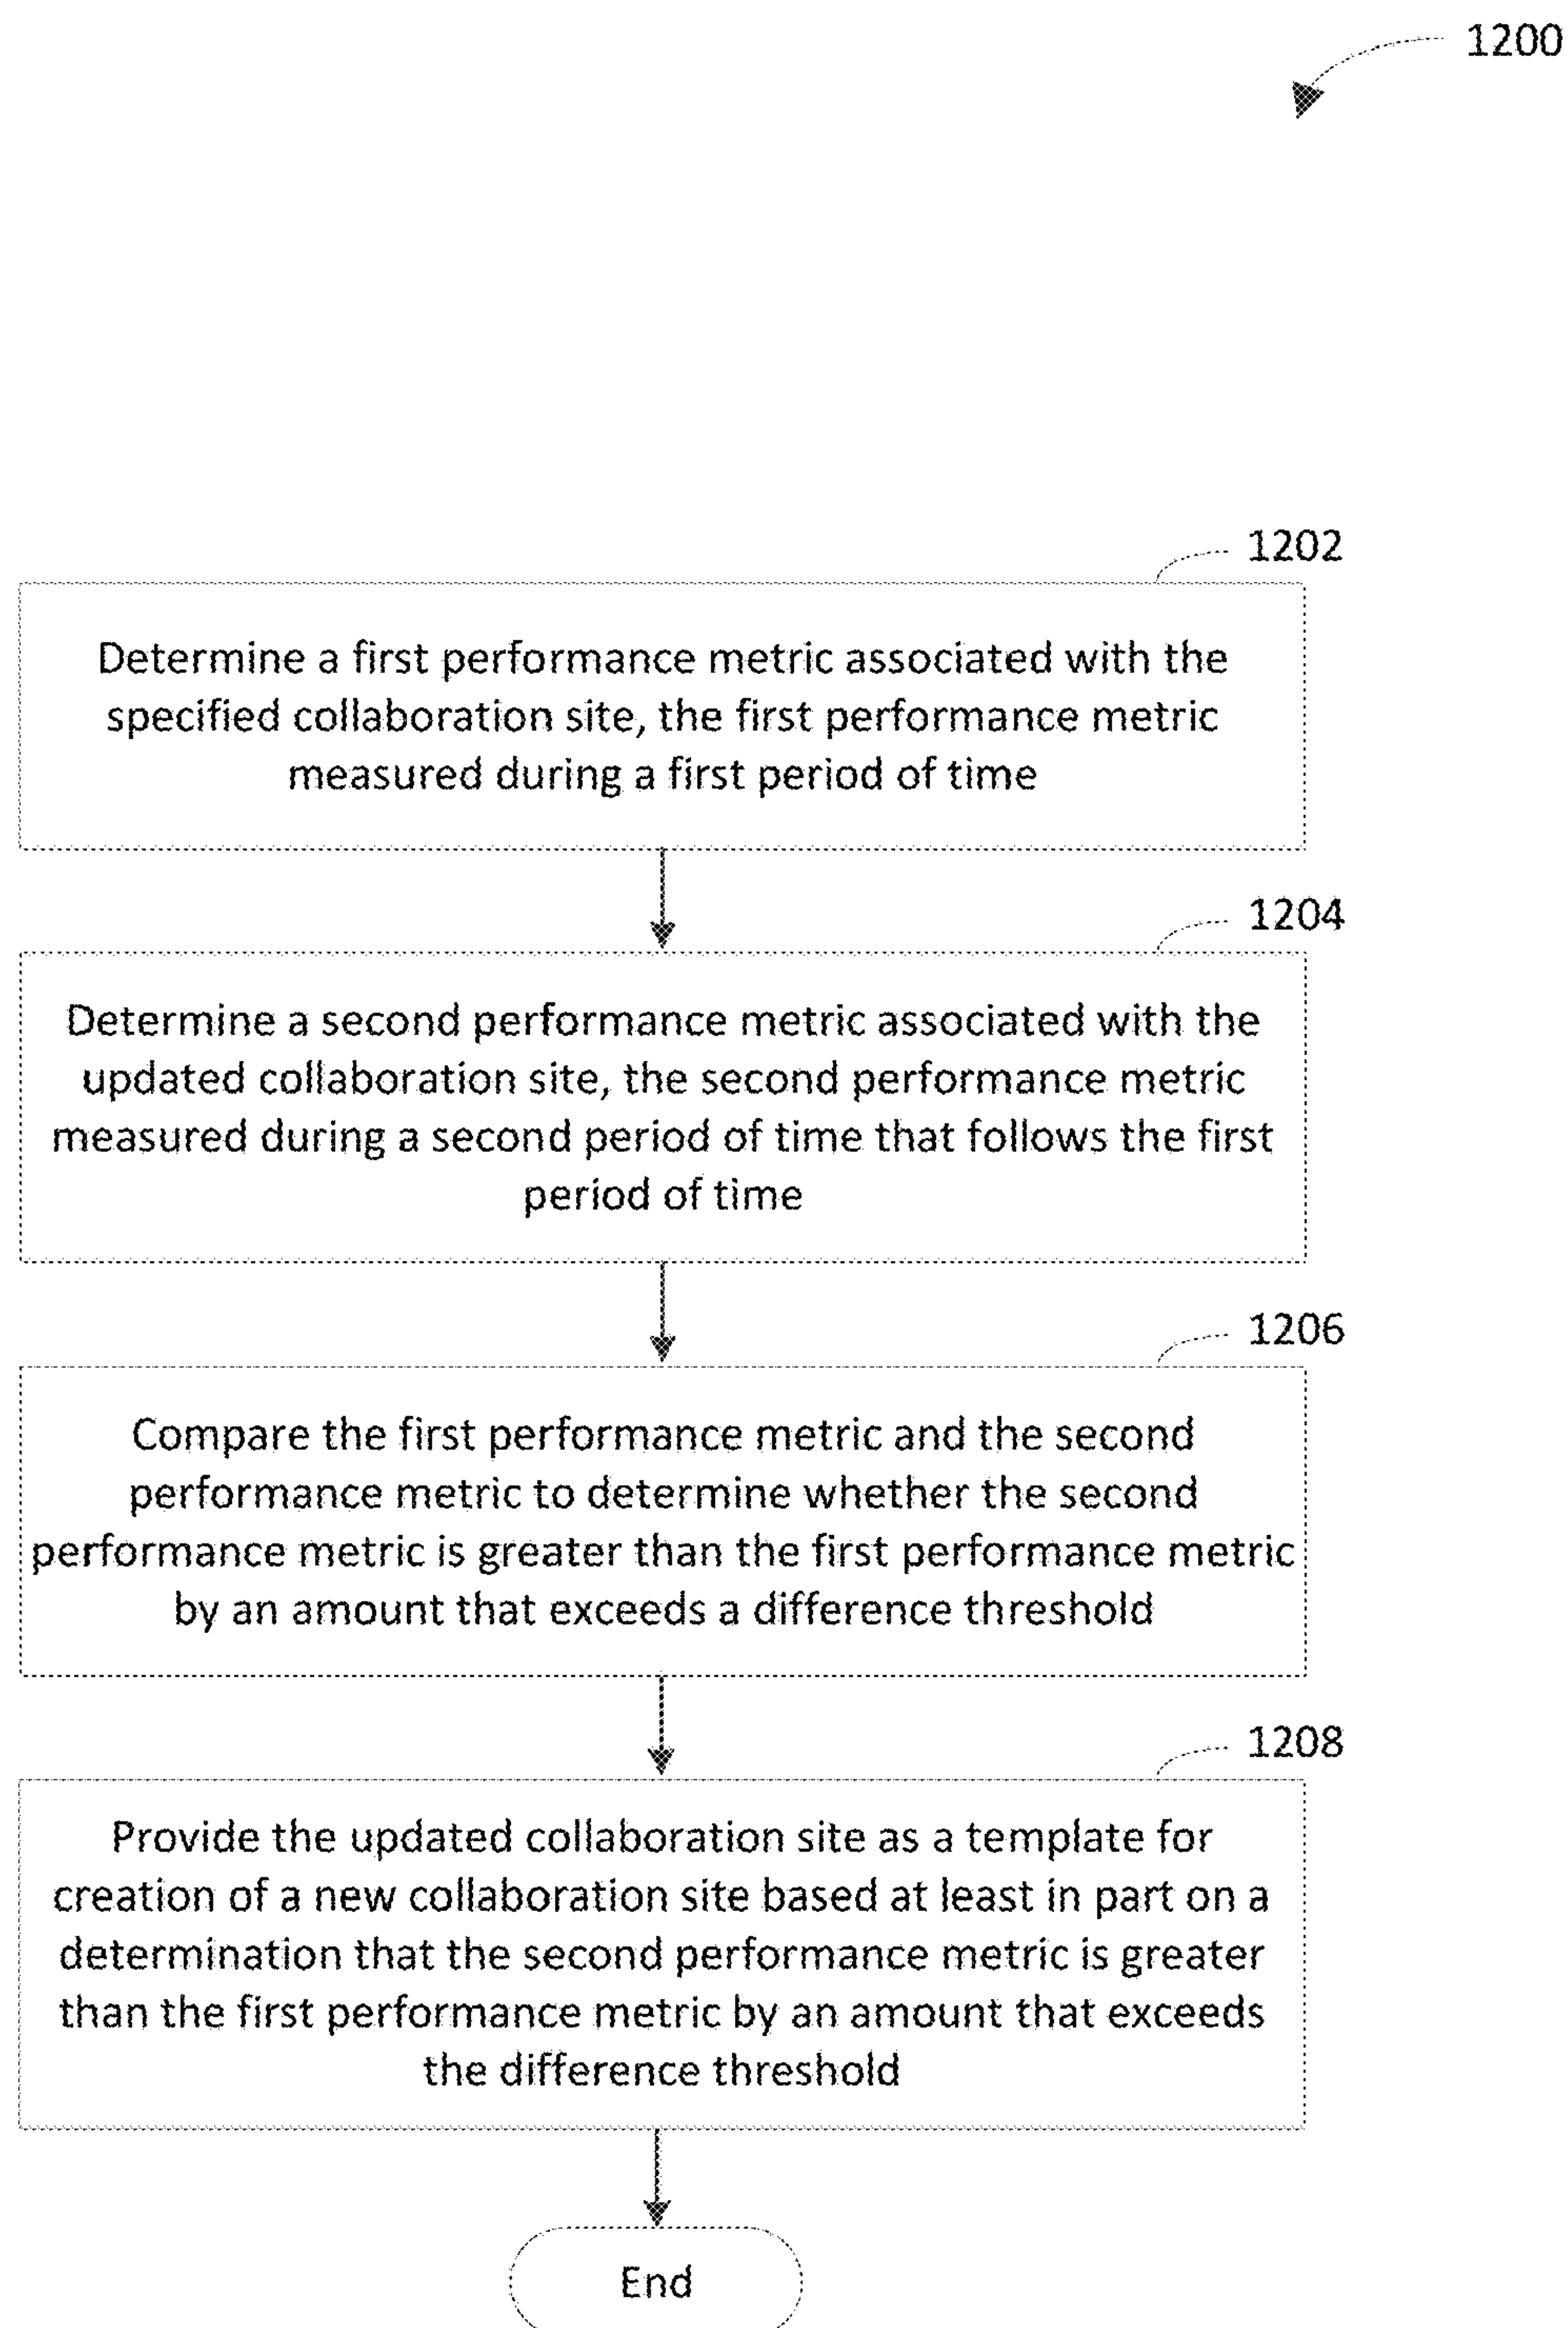 1200
1202
Determine a first performance metric associated with the
specified collaboration site, the first performance metric
measured during a first period of time
1204
Determine a second performance metric associated with the
updated collaboration site, the second performance metric
measured during a second period of time that follows the first
period of time
1206
Compare the first performance metric and the second
performance metric to determine whether the second
performance metric is greater than the first performance metric
by an amount that exceeds a difference threshold
1208
Provide the updated collaboration site as a template for
creation of a new collaboration site based at least in part on a
determination that the second performance metric is greater
than the first performance metric by an amount that exceeds
the difference threshold
End